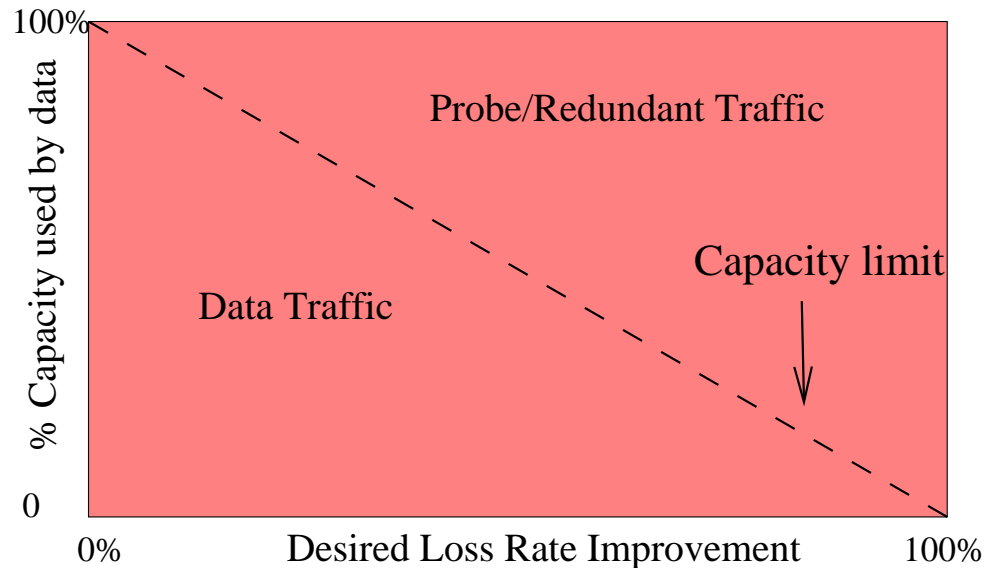 100%
Probe/Redundant Traffic
Capacity limit
Data Traffic
% Capacity used by data
0
0%
Desired Loss Rate Improvement
100%